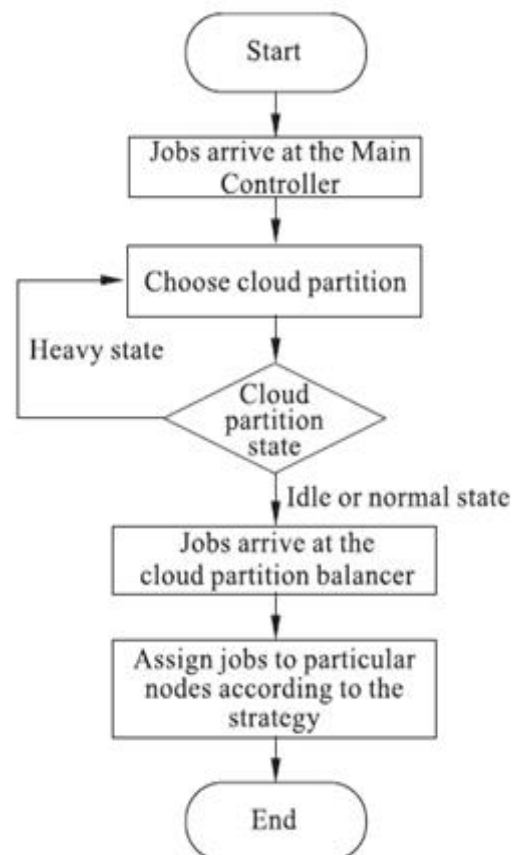 Start
Jobs arrive at the Main
Controller
Choose cloud partition
Heavy state
Cloud
partition
state
Idle or normal state
Jobs arrive at the
cloud partition balancer
Assign jobs to particular
nodes according to the
strategy
End